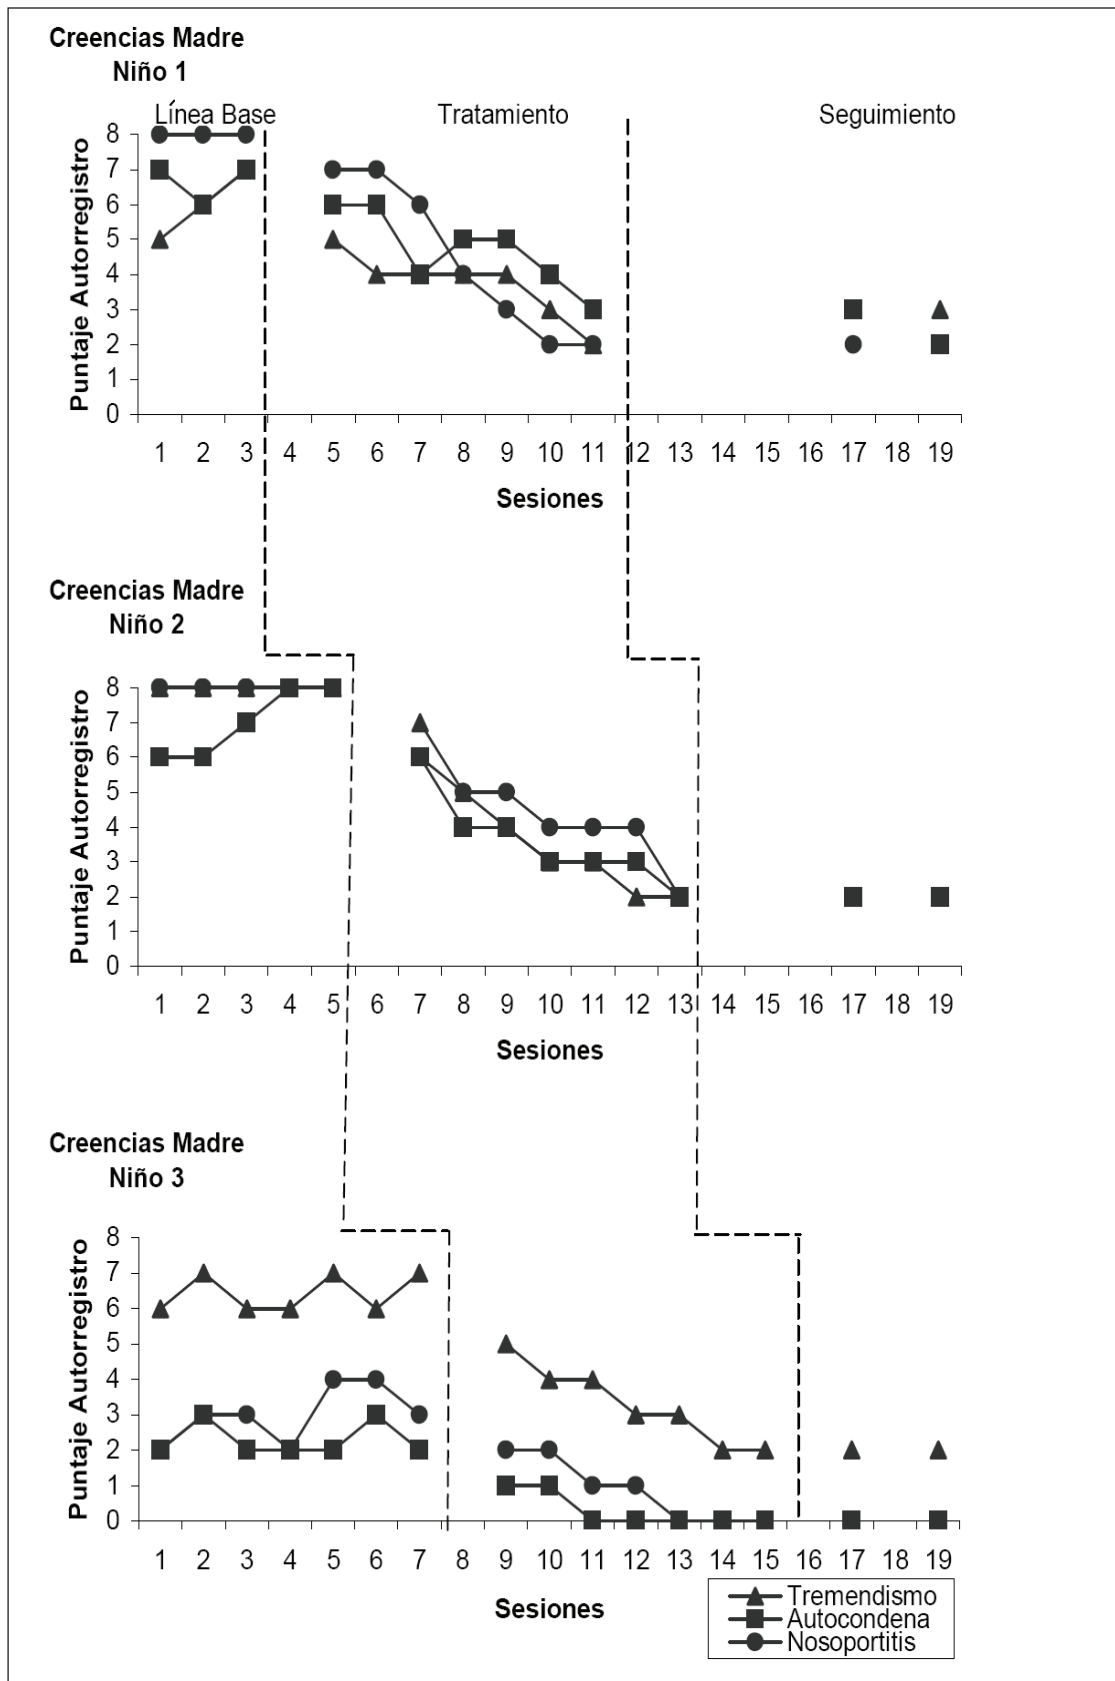 Creencias Madre
Niño 1
Línea Base Tratamiento Seguimiento
Puntaje Autorregistro
8
7
6
5
4
3
2
1
0
1 2 3 4 5 6 7 8 9 10 11 12 13 14 15 16 17 18 19
Sesiones
Creencias Madre
Niño 2
Puntaje Autorregistro
8
7
6
5
4
3
2
1
0
1 2 3 4 5 6 7 8 9 10 11 12 13 14 15 16 17 18 19
Sesiones
Creencias Madre
Niño 3
Puntaje Autorregistro
8
7
6
5
4
3
2
1
0
1 2 3 4 5 6 7 8 9 10 11 12 13 14 15 16 17 18 19
Sesiones
Tremendismo
Autocondena
Nosoportitis